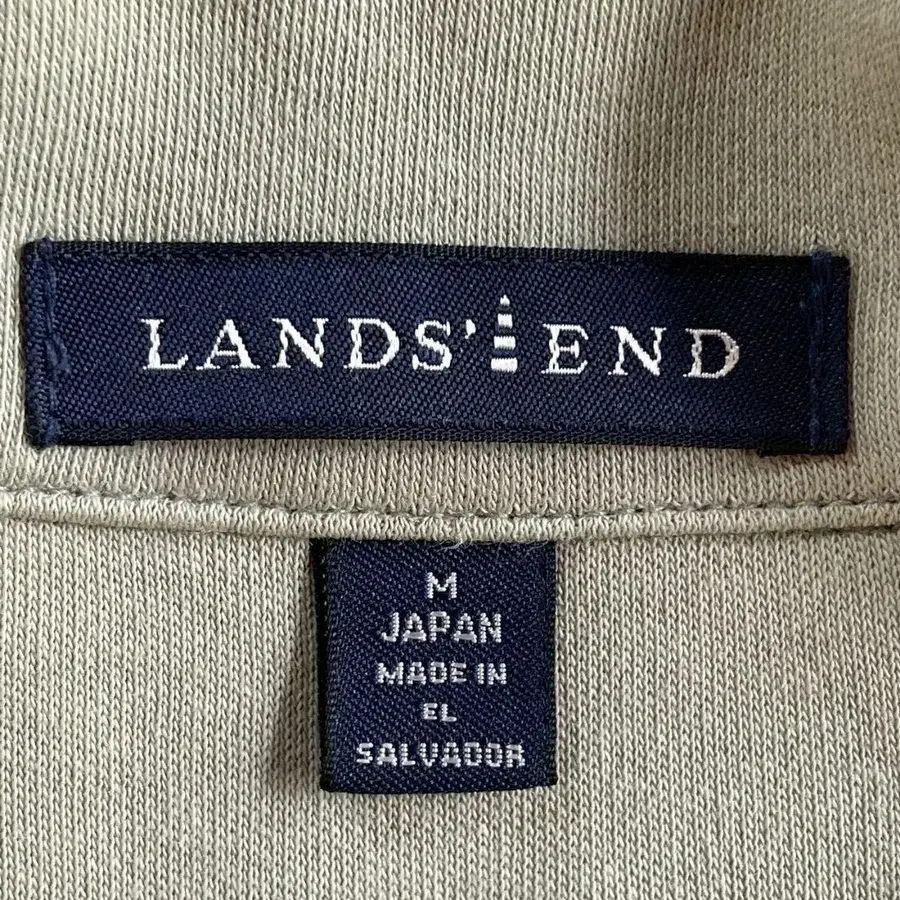 LANDS' END
M
JAPAN
MADE IN
EL
SALVADOR